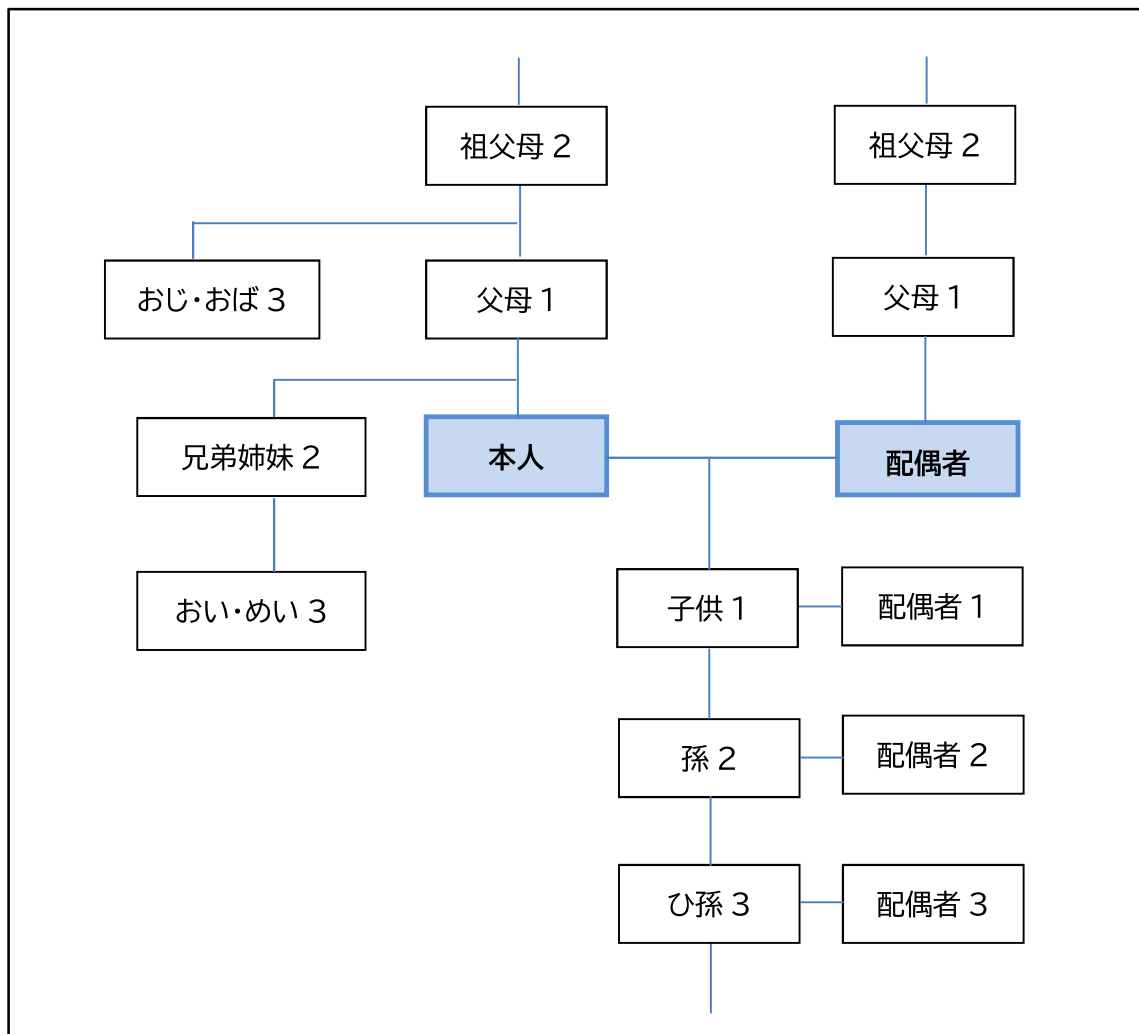 祖父母 2
祖父母 2
おじ・おば 3
父母 1
父母 1
兄弟姉妹 2
本人
配偶者
おい・めい 3
子供 1
配偶者 1
孫 2
配偶者 2
ひ孫 3
配偶者 3